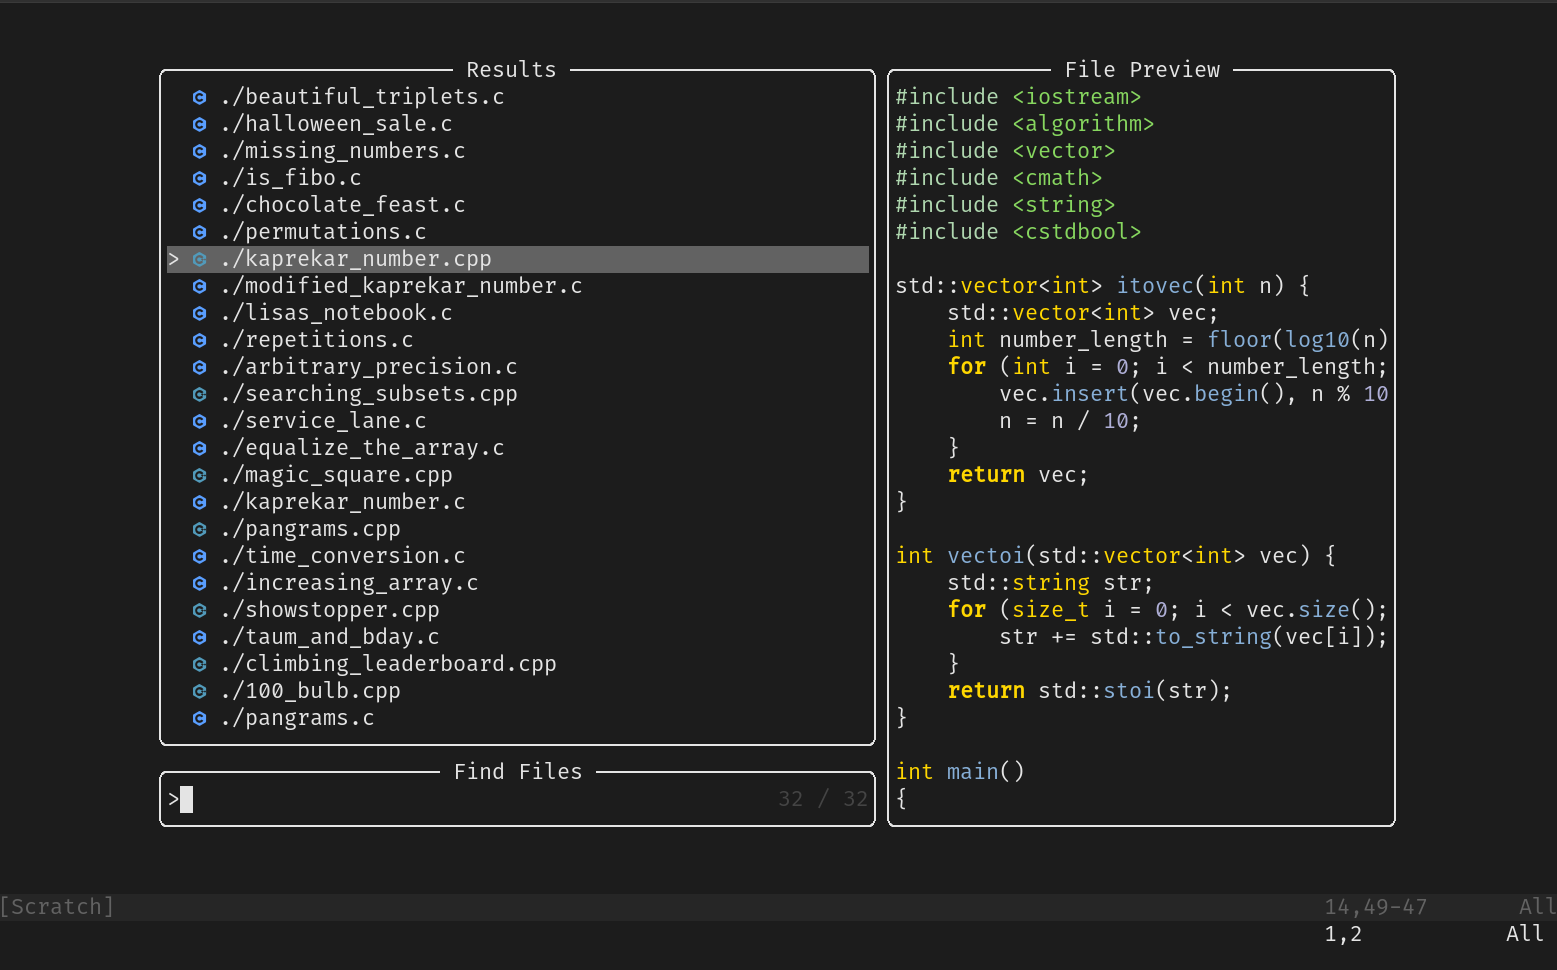 Results
./beautiful_triplets.c
./halloween_sale.c
./missing_numbers.c
./is_fibo.c
./chocolate_feast.c
./permutations.c
> ./kaprekar_number.cpp
./modified_kaprekar_number.c
./lisas_notebook.c
./repetitions.c
./arbitrary_precision.c
./searching_subsets.cpp
./service_lane.c
./equalize_the_array.c
./magic_square.cpp
./kaprekar_number.c
./pangrams.cpp
./time_conversion.c
./increasing_array.c
./showstopper.cpp
./taum_and_bday.c
./climbing_leaderboard.cpp
./100_bulb.cpp
./pangrams.c
Find Files
> 32 / 32
File Preview
#include <iostream>
#include <algorithm>
#include <vector>
#include <cmath>
#include <string>
#include <cstdbool>
std::vector<int> itovec(int n) {
    std::vector<int> vec;
    int number_length = floor(log10(n)
    for (int i = 0; i < number_length;
        vec.insert(vec.begin(), n % 10
        n = n / 10;
    }
    return vec;
}
int vectoi(std::vector<int> vec) {
    std::string str;
    for (size_t i = 0; i < vec.size();
        str += std::to_string(vec[i]);
    }
    return std::stoi(str);
}
int main()
{
[Scratch] 14,49-47 All
1,2 All